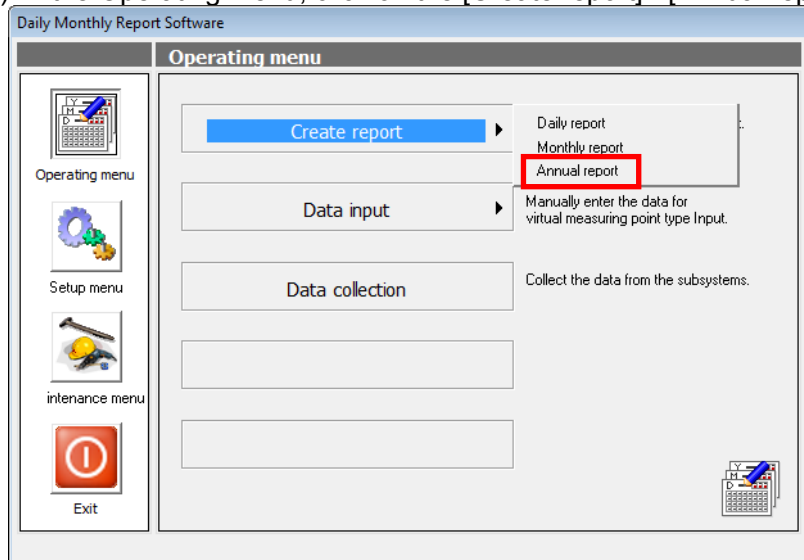 Daily Monthly Report Software
Operating menu
Operating menu
Setup menu
intenance menu
Exit
Create report
Daily report
Monthly report
Annual report
Data input
Manually enter the data for
virtual measuring point type Input.
Data collection
Collect the data from the subsystems.